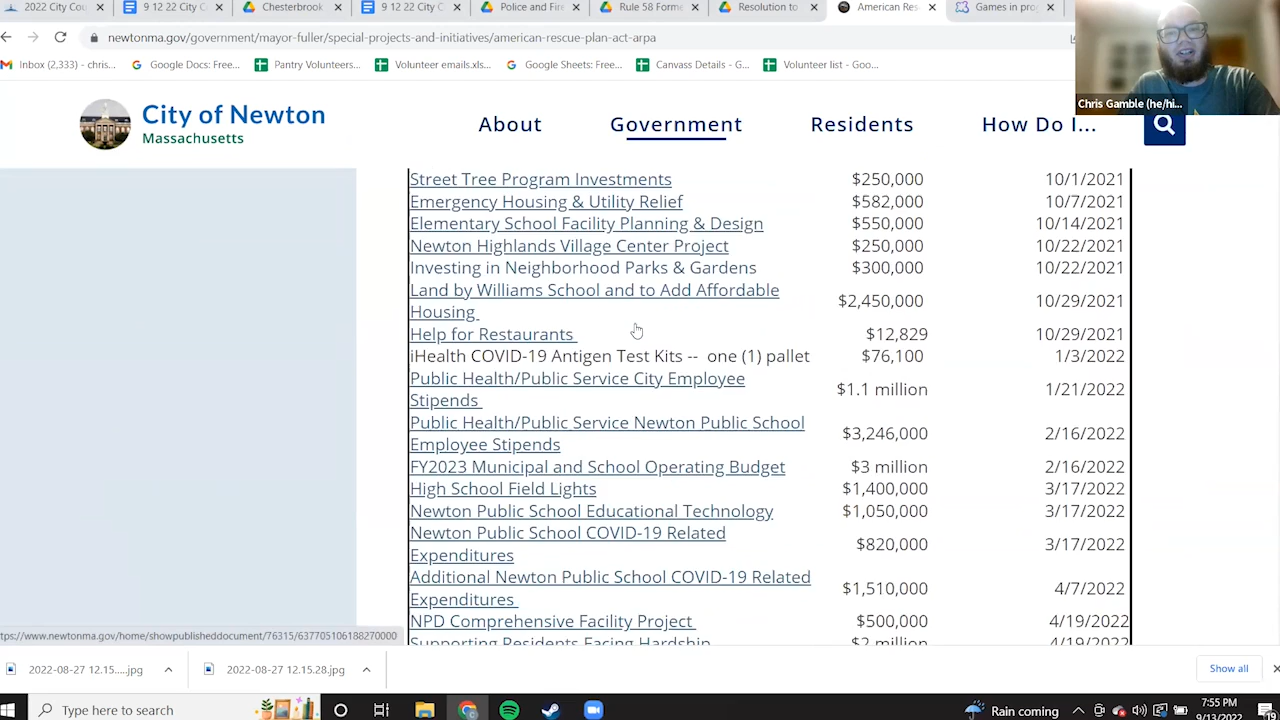 2022 City Cou
9 12 22 City C
Chesterbrook
9 12 22 City C
Police and Fire
Rule 58 Forme
Resolution to
American Res
Games in prog
newtonma.gov/government/mayor-fuller/special-projects-and-initiatives/american-rescue-plan-act-arpa
Inbox (2,333) - chris...
Google Docs: Free...
Pantry Volunteers...
Volunteer emails.xls...
Google Sheets: Free...
Canvass Details - G...
Volunteer list - Goo...
Chris Gamble (he/hi...
City of Newton
Massachusetts
About
Government
Residents
How Do I...
Street Tree Program Investments $250,000 10/1/2021
Emergency Housing & Utility Relief $582,000 10/7/2021
Elementary School Facility Planning & Design $550,000 10/14/2021
Newton Highlands Village Center Project $250,000 10/22/2021
Investing in Neighborhood Parks & Gardens $300,000 10/22/2021
Land by Williams School and to Add Affordable
Housing $2,450,000 10/29/2021
Help for Restaurants $12,829 10/29/2021
iHealth COVID-19 Antigen Test Kits -- one (1) pallet $76,100 1/3/2022
Public Health/Public Service City Employee
Stipends $1.1 million 1/21/2022
Public Health/Public Service Newton Public School
Employee Stipends $3,246,000 2/16/2022
FY2023 Municipal and School Operating Budget $3 million 2/16/2022
High School Field Lights $1,400,000 3/17/2022
Newton Public School Educational Technology $1,050,000 3/17/2022
Newton Public School COVID-19 Related
Expenditures $820,000 3/17/2022
Additional Newton Public School COVID-19 Related
Expenditures $1,510,000 4/7/2022
NPD Comprehensive Facility Project $500,000 4/19/2022
Supporting Residents Facing Hardship $2 million 4/19/2022
tps://www.newtonma.gov/home/showpublisheddocument/76315/637705106188270000
2022-08-27 12.15.....jpg
2022-08-27 12.15.28.jpg
Show all
Type here to search
Rain coming
7:55 PM
9/13/2022